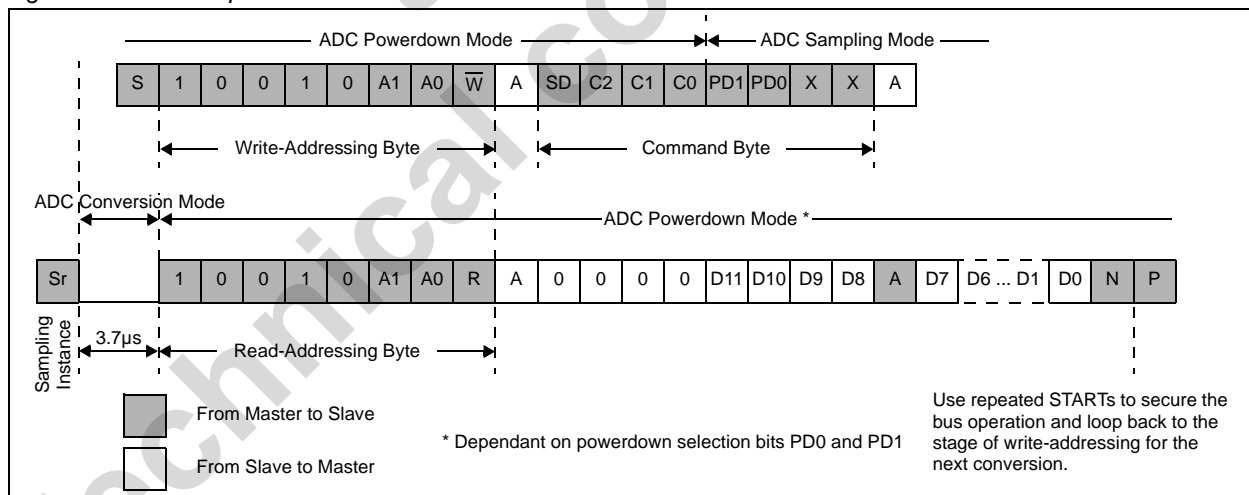 ADC Powerdown Mode ADC Sampling Mode
S 1 0 0 1 0 A1 A0 W A SD C2 C1 C0 PD1 PD0 X X A
Write-Addressing Byte Command Byte
ADC Conversion Mode
ADC Powerdown Mode *
Sr 1 0 0 1 0 A1 A0 R A 0 0 0 0 D11 D10 D9 D8 A D7 D6 ... D1 D0 N P
Sampling
Instance
3.7µs
Read-Addressing Byte
From Master to Slave
From Slave to Master
* Dependant on powerdown selection bits PD0 and PD1
Use repeated STARTs to secure the
bus operation and loop back to the
stage of write-addressing for the
next conversion.
technical co